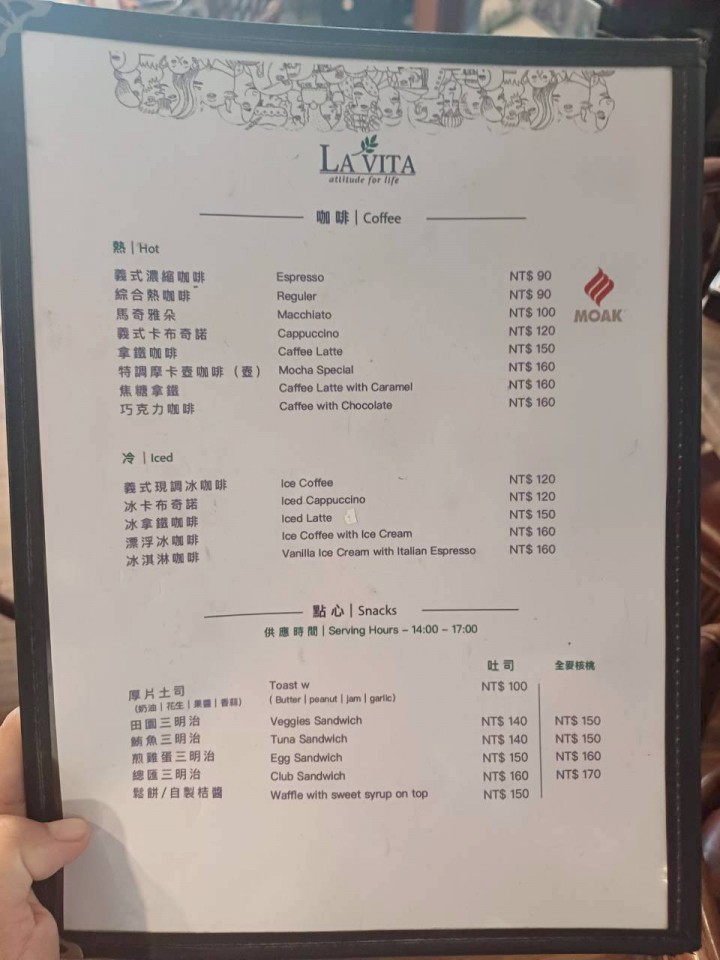 LA VITA
attitude for life
咖啡 | Coffee
熱 | Hot
義式濃縮咖啡 Espresso NT$ 90
綜合熱咖啡 Reguler NT$ 90
馬奇雅朵 Macchiato NT$ 100
義式卡布奇諾 Cappuccino NT$ 120
拿鐵咖啡 Caffee Latte NT$ 150
特調摩卡壺咖啡（壺） Mocha Special NT$ 160
焦糖拿鐵 Caffee Latte with Caramel NT$ 160
巧克力咖啡 Caffee with Chocolate NT$ 160
MOAK
冷 | Iced
義式現調冰咖啡 Ice Coffee NT$ 120
冰卡布奇諾 Iced Cappuccino NT$ 120
冰拿鐵咖啡 Iced Latte NT$ 150
漂浮冰咖啡 Ice Coffee with Ice Cream NT$ 160
冰淇淋咖啡 Vanilla Ice Cream with Italian Espresso NT$ 160
點心 | Snacks
供應時間 | Serving Hours – 14:00 - 17:00
吐司 全麥核桃
厚片土司 Toast w NT$ 100
(奶油 | 花生 | 果醬 | 香蒜) ( Butter | peanut | jam | garlic)
田園三明治 Veggies Sandwich NT$ 140 NT$ 150
鮪魚三明治 Tuna Sandwich NT$ 140 NT$ 150
煎雞蛋三明治 Egg Sandwich NT$ 150 NT$ 160
總匯三明治 Club Sandwich NT$ 160 NT$ 170
鬆餅/自製桔醬 Waffle with sweet syrup on top NT$ 150